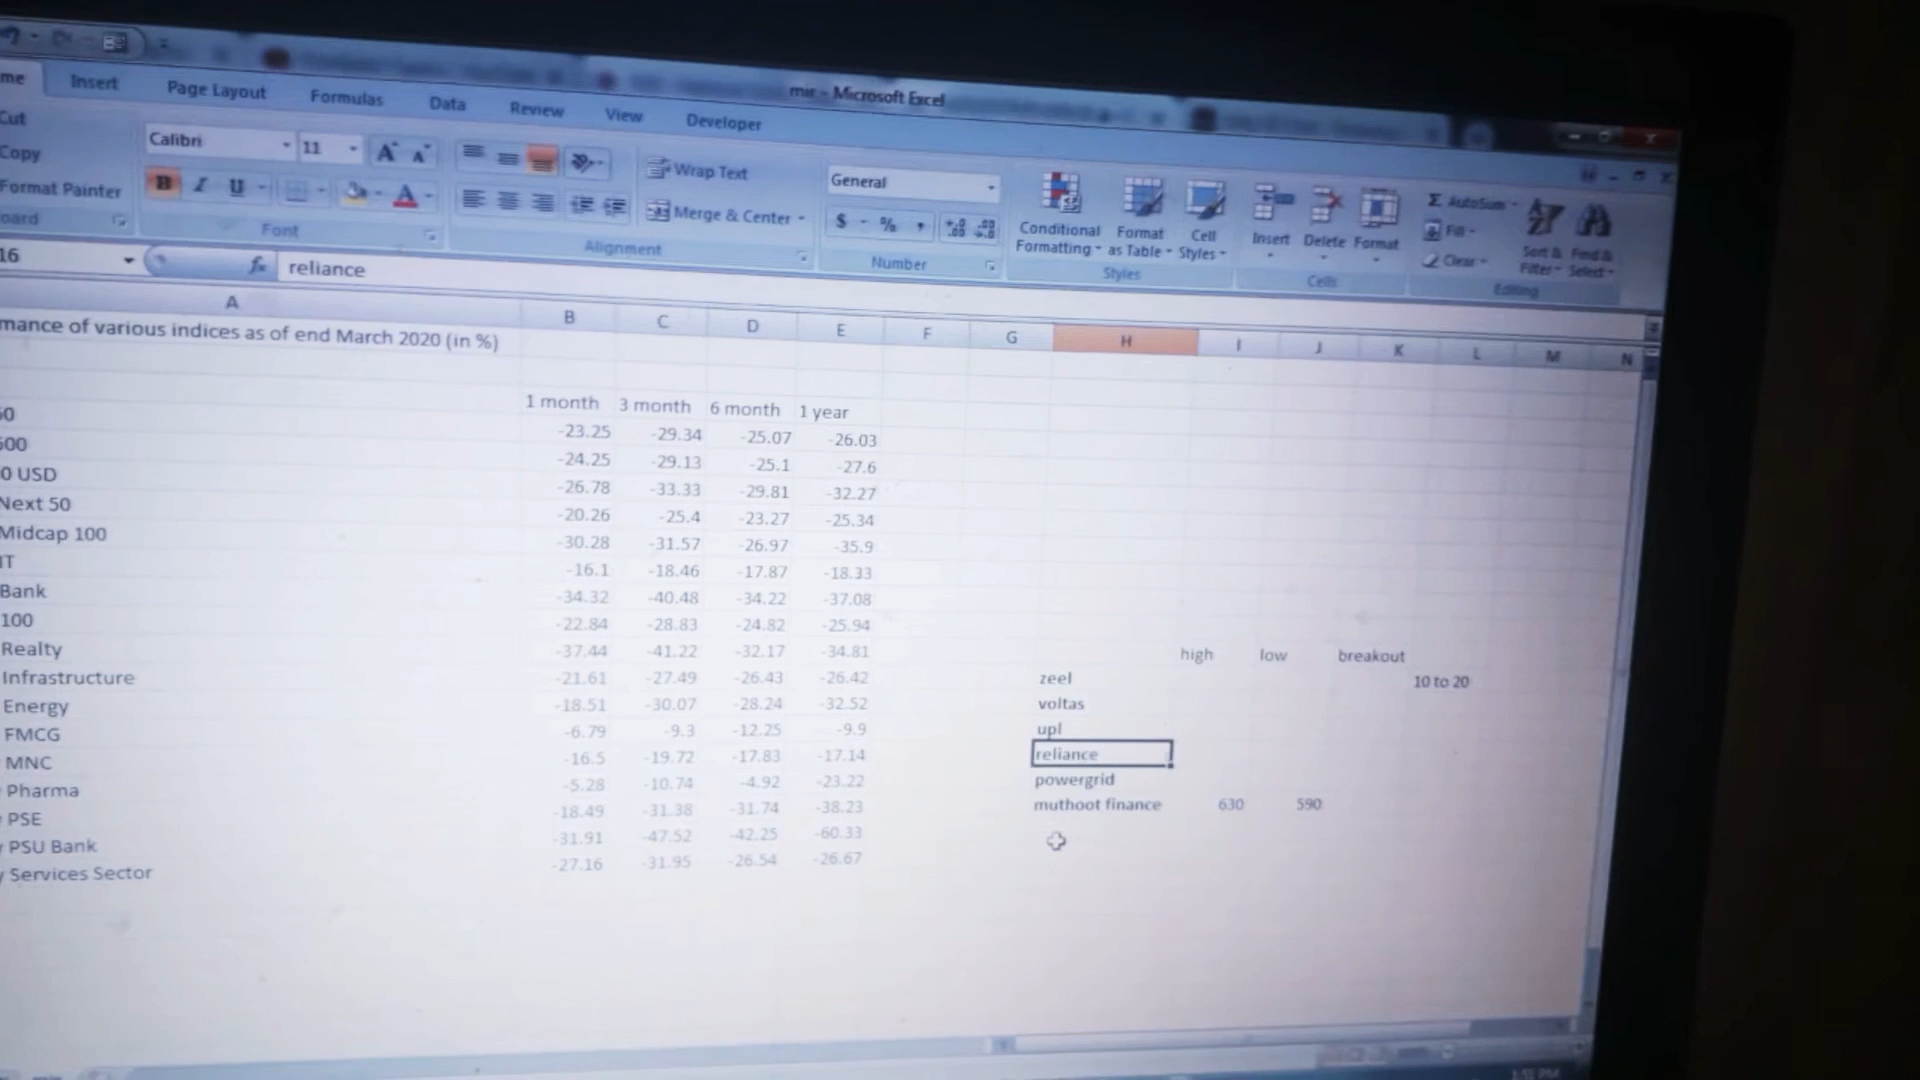 mir - Microsoft Excel
me Insert Page Layout Formulas Data Review View Developer
Cut
Copy
Format Painter
oard
Calibri 11
B I U
Font
Wrap Text
Merge & Center
Alignment
General
$ % ,
Number
Conditional Formatting
Format as Table
Cell Styles
Styles
Insert Delete Format
Cells
Σ AutoSum
Fill
Clear
Sort & Filter
Find & Select
Editing
16 fx reliance
A B C D E F G H I J K L M N
mance of various indices as of end March 2020 (in %)
1 month 3 month 6 month 1 year
50 -23.25 -29.34 -25.07 -26.03
500 -24.25 -29.13 -25.1 -27.6
0 USD -26.78 -33.33 -29.81 -32.27
Next 50 -20.26 -25.4 -23.27 -25.34
Midcap 100 -30.28 -31.57 -26.97 -35.9
IT -16.1 -18.46 -17.87 -18.33
Bank -34.32 -40.48 -34.22 -37.08
100 -22.84 -28.83 -24.82 -25.94
Realty -37.44 -41.22 -32.17 -34.81
Infrastructure -21.61 -27.49 -26.43 -26.42
Energy -18.51 -30.07 -28.24 -32.52
FMCG -6.79 -9.3 -12.25 -9.9
MNC -16.5 -19.72 -17.83 -17.14
Pharma -5.28 -10.74 -4.92 -23.22
PSE -18.49 -31.38 -31.74 -38.23
y PSU Bank -31.91 -47.52 -42.25 -60.33
y Services Sector -27.16 -31.95 -26.54 -26.67
high low breakout
zeel 10 to 20
voltas
upl
reliance
powergrid
muthoot finance 630 590
1:51 PM